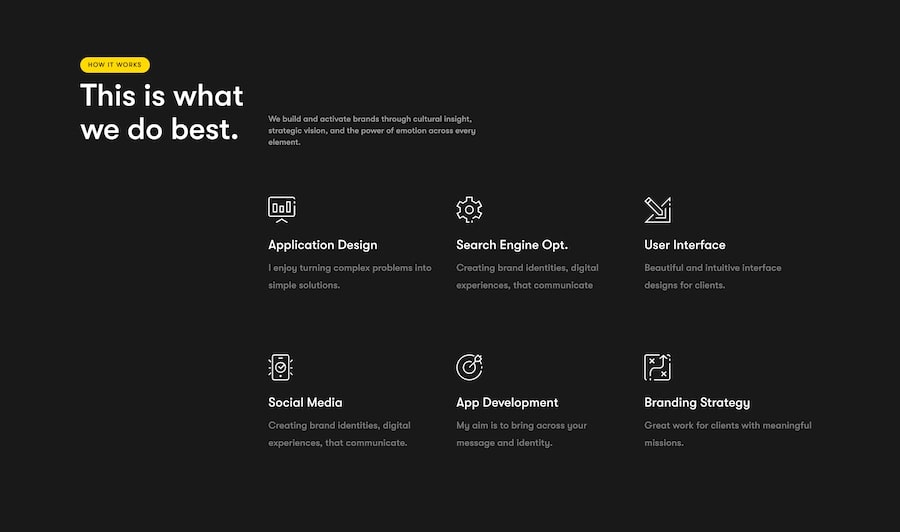 HOW IT WORKS
This is what
we do best.
We build and activate brands through cultural insight,
strategic vision, and the power of emotion across every
element.
Application Design
I enjoy turning complex problems into
simple solutions.
Search Engine Opt.
Creating brand identities, digital
experiences, that communicate
User Interface
Beautiful and intuitive interface
designs for clients.
Social Media
Creating brand identities, digital
experiences, that communicate.
App Development
My aim is to bring across your
message and identity.
Branding Strategy
Great work for clients with meaningful
missions.